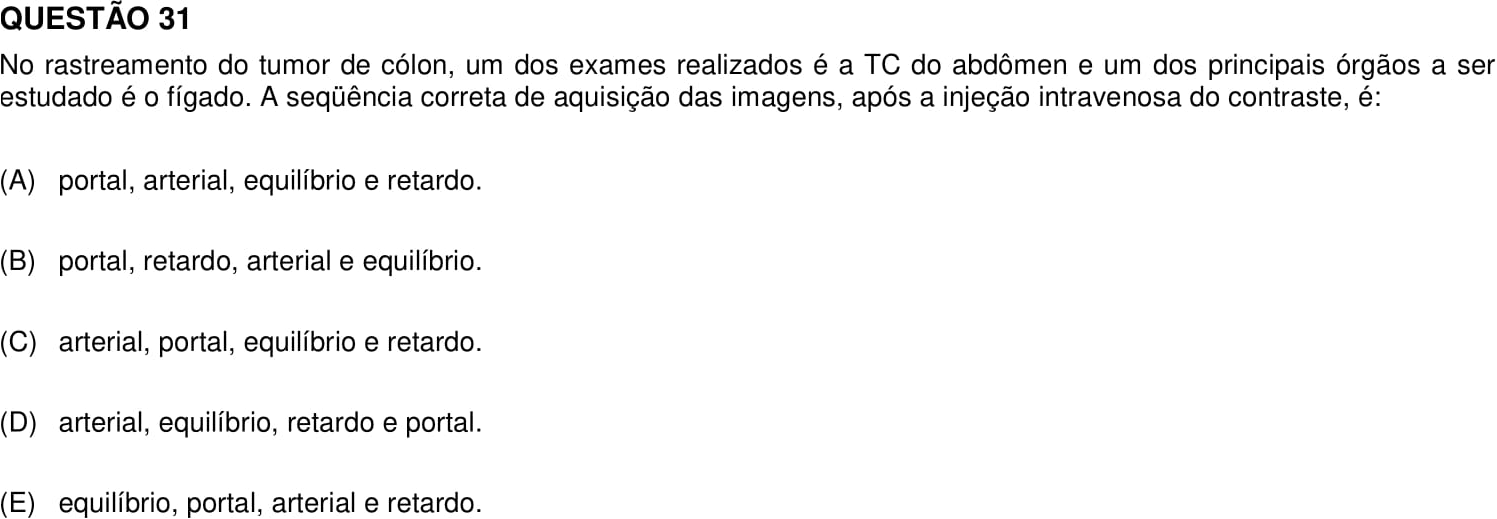 QUESTÃO 31
No rastreamento do tumor de cólon, um dos exames realizados é a TC do abdômen e um dos principais órgãos a ser
estudado é o fígado. A seqüência correta de aquisição das imagens, após a injeção intravenosa do contraste, é:
(A) portal, arterial, equilíbrio e retardo.
(B) portal, retardo, arterial e equilíbrio.
(C) arterial, portal, equilíbrio e retardo.
(D) arterial, equilíbrio, retardo e portal.
(E) equilíbrio, portal, arterial e retardo.